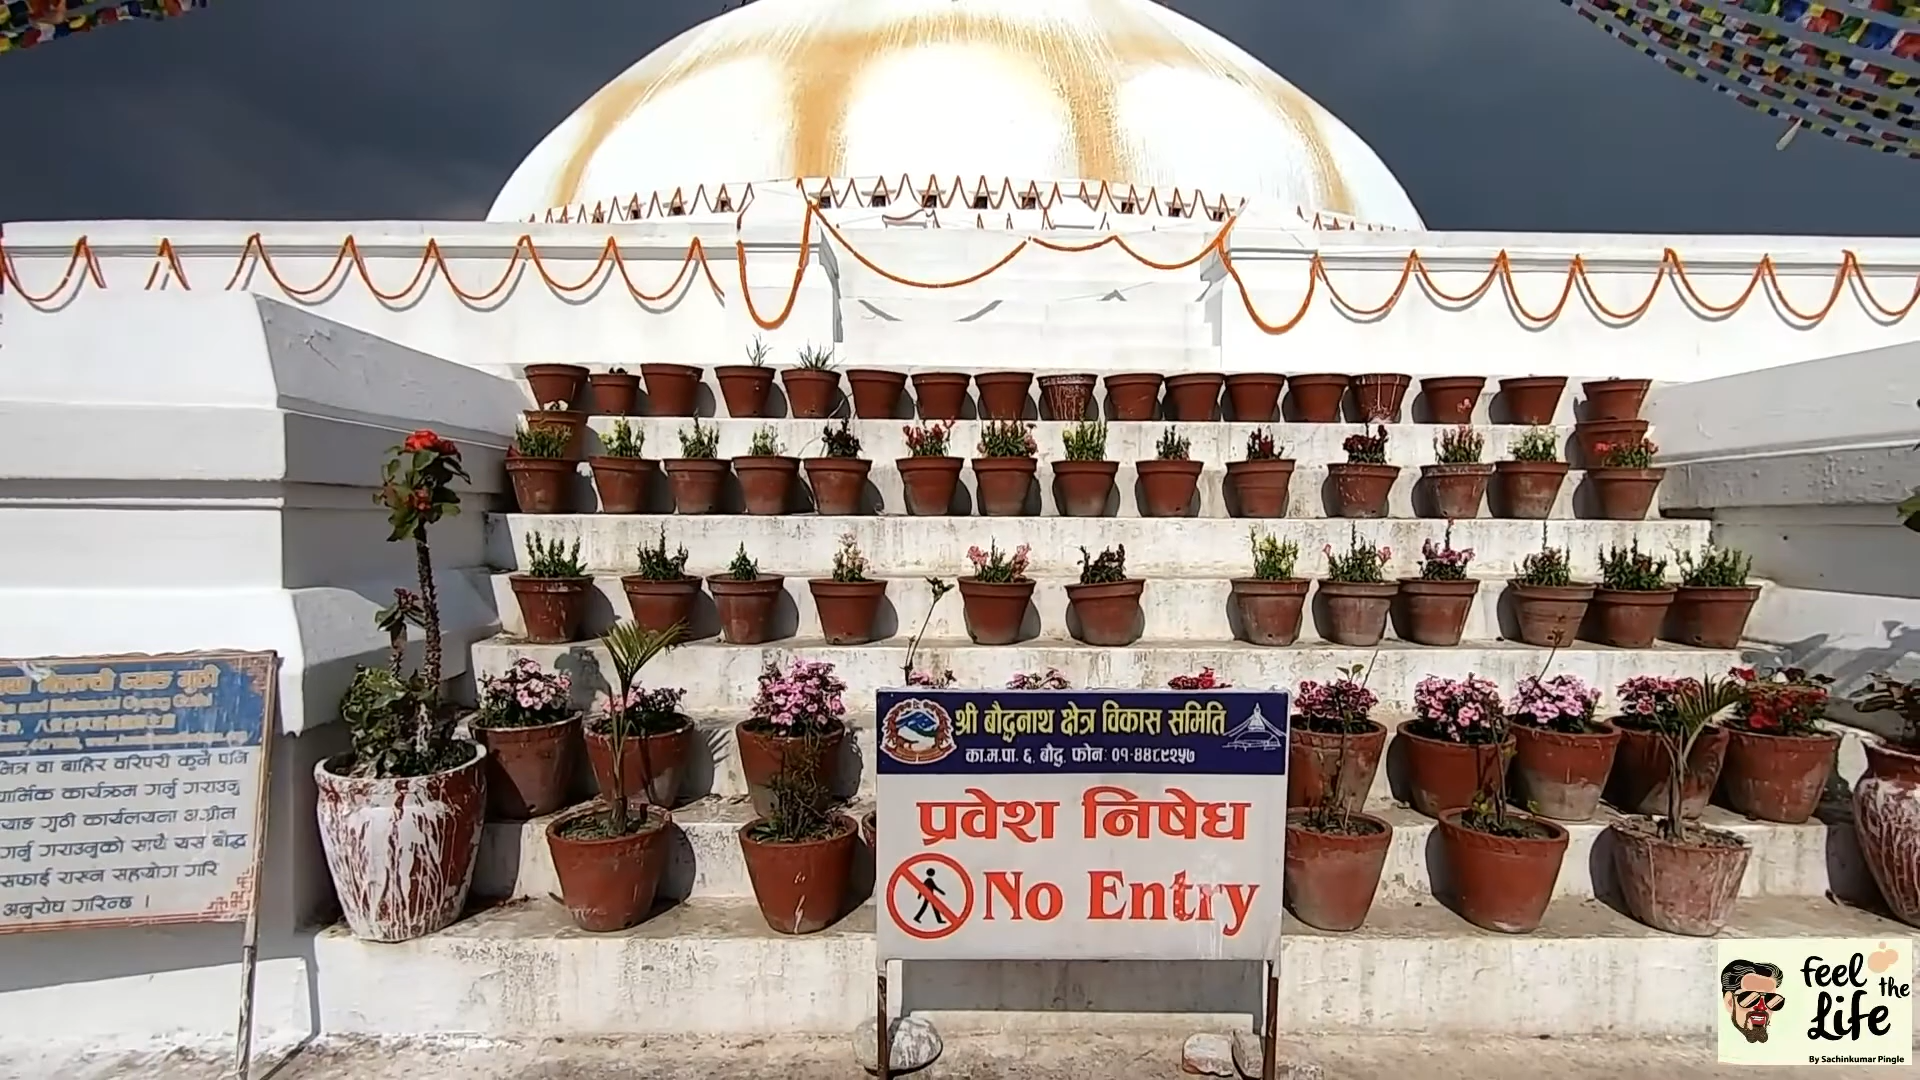 श्री बौद्धनाथ क्षेत्र विकास समिति
का.म.पा. ६, बौद्ध, फोनः ०१-४४८९२५७
प्रवेश निषेध
No Entry
वा बाहिर वरिपरी कुनै पनि
धार्मिक कार्यक्रम गर्नु गराउनु
गुठी कार्यलयमा
गर्नु गराउनुको साथै यस बौद्ध
सफाई राख्न सहयोग गरि
अनुरोध गरिन्छ ।
feel the Life
By Sachinkumar Pingle